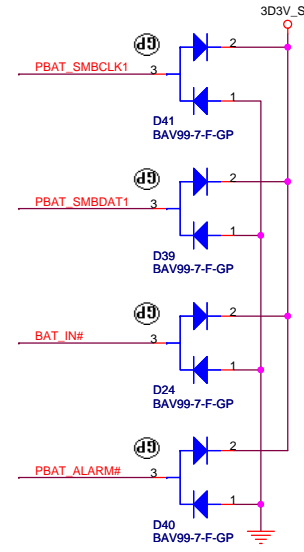 3D3V_S
GP
2
PBAT_SMBCLK1
3
1
D41
BAV99-7-F-GP
GP
2
PBAT_SMBDAT1
3
1
D39
BAV99-7-F-GP
GP
2
BAT_IN#
3
1
D24
BAV99-7-F-GP
GP
2
PBAT_ALARM#
3
1
D40
BAV99-7-F-GP